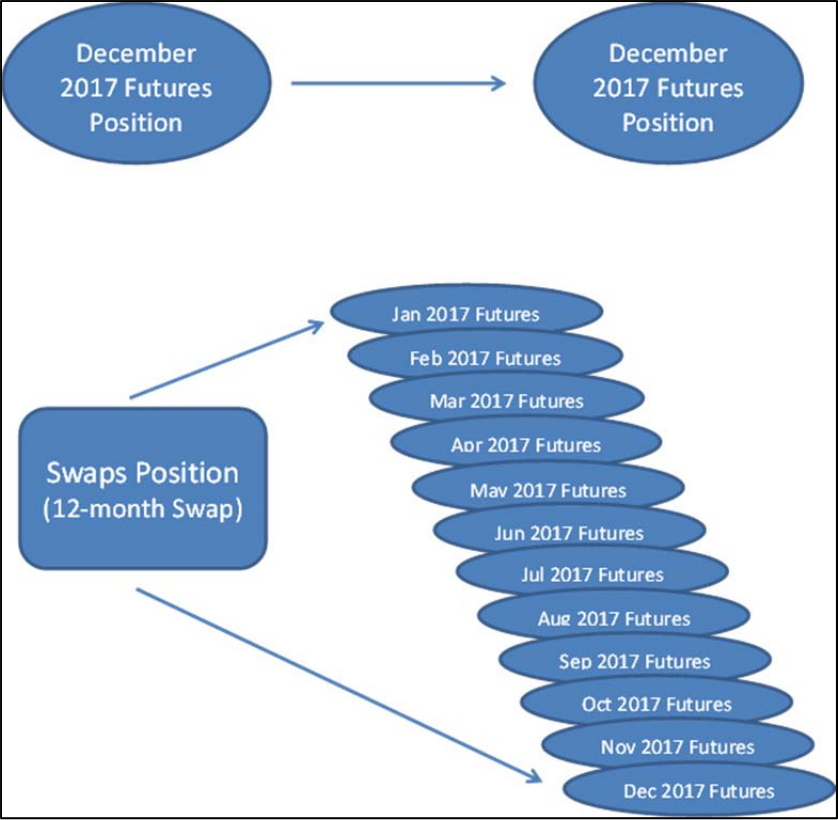 December
2017 Futures
Position
December
2017 Futures
Position
Jan 2017 Futures
Feb 2017 Futures
Mar 2017 Futures
Apr 2017 Futures
May 2017 Futures
Jun 2017 Futures
Jul 2017 Futures
Aug 2017 Futures
Sep 2017 Futures
Oct 2017 Futures
Nov 2017 Futures
Dec 2017 Futures
Swaps Position
(12-month Swap)